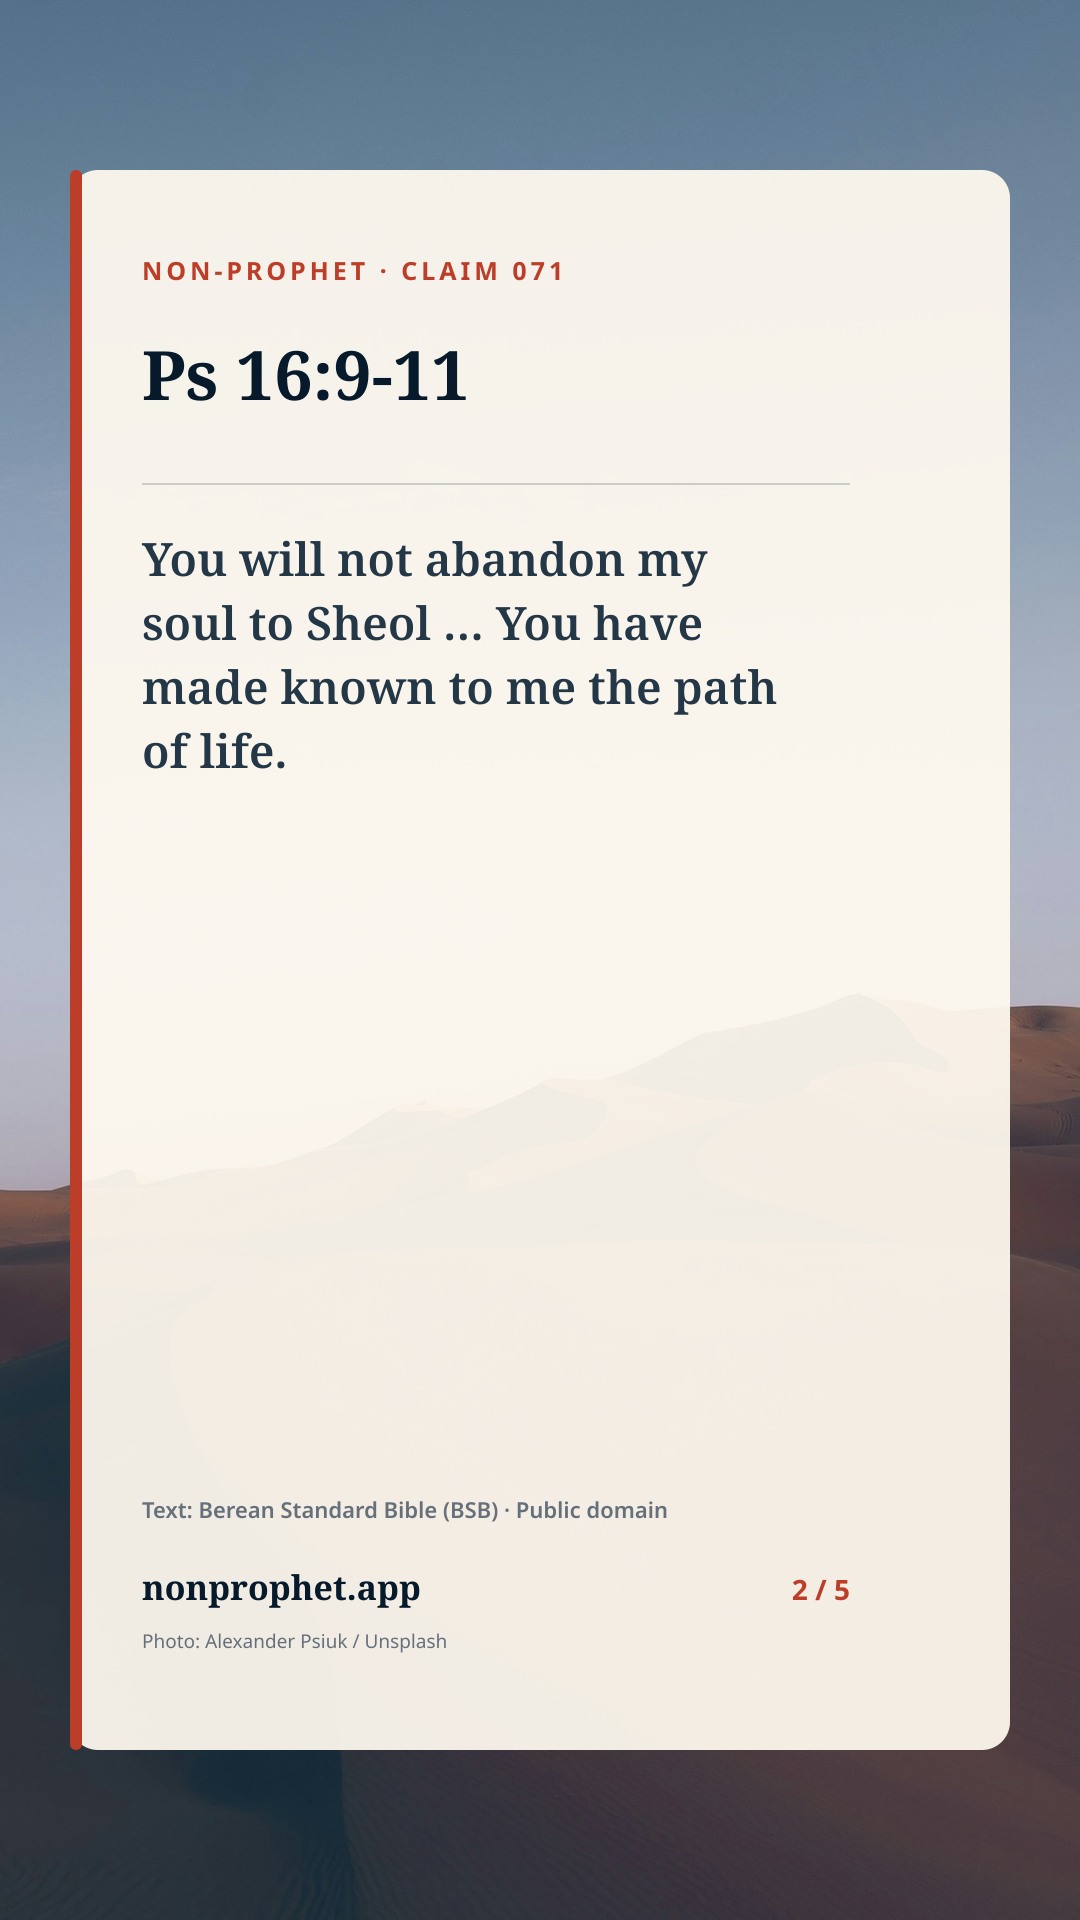 NON-PROPHET · CLAIM 071
Ps 16:9-11
You will not abandon my
soul to Sheol ... You have
made known to me the path
of life.
Text: Berean Standard Bible (BSB) · Public domain
nonprophet.app
2 / 5
Photo: Alexander Psiuk / Unsplash